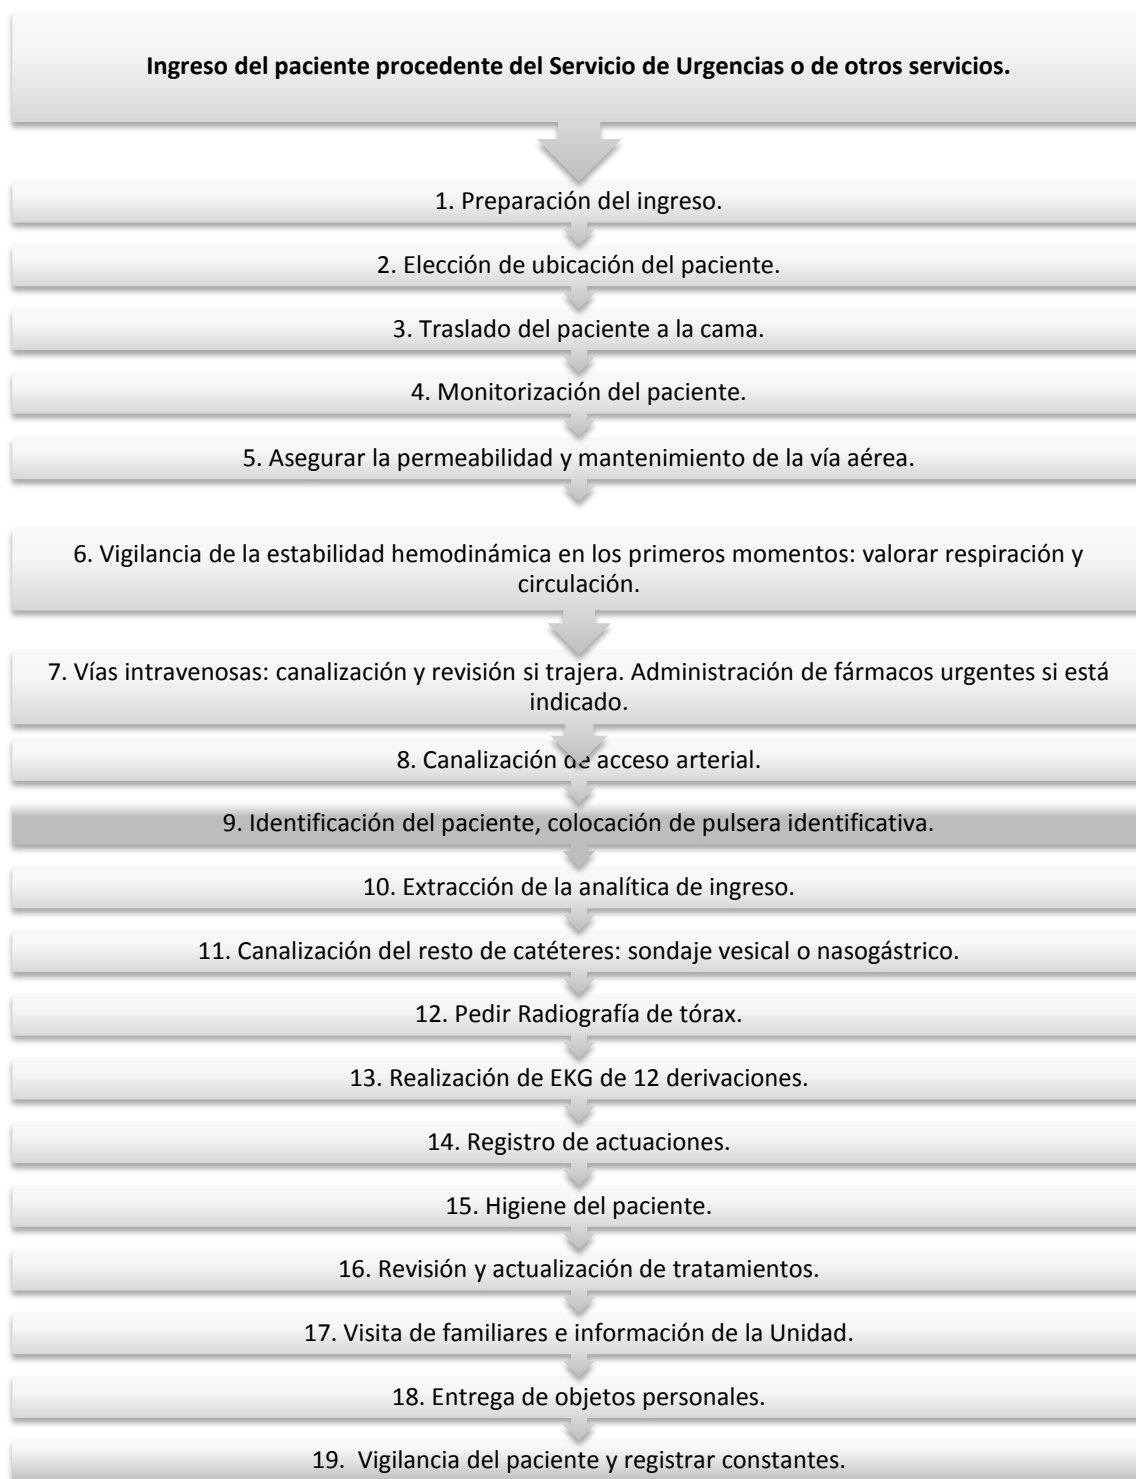 Ingreso del paciente procedente del Servicio de Urgencias o de otros servicios.
1. Preparación del ingreso.
2. Elección de ubicación del paciente.
3. Traslado del paciente a la cama.
4. Monitorización del paciente.
5. Asegurar la permeabilidad y mantenimiento de la vía aérea.
6. Vigilancia de la estabilidad hemodinámica en los primeros momentos: valorar respiración y
circulación.
7. Vías intravenosas: canalización y revisión si trajera. Administración de fármacos urgentes si está
indicado.
8. Canalización de acceso arterial.
9. Identificación del paciente, colocación de pulsera identificativa.
10. Extracción de la analítica de ingreso.
11. Canalización del resto de catéteres: sondaje vesical o nasogástrico.
12. Pedir Radiografía de tórax.
13. Realización de EKG de 12 derivaciones.
14. Registro de actuaciones.
15. Higiene del paciente.
16. Revisión y actualización de tratamientos.
17. Visita de familiares e información de la Unidad.
18. Entrega de objetos personales.
19. Vigilancia del paciente y registrar constantes.